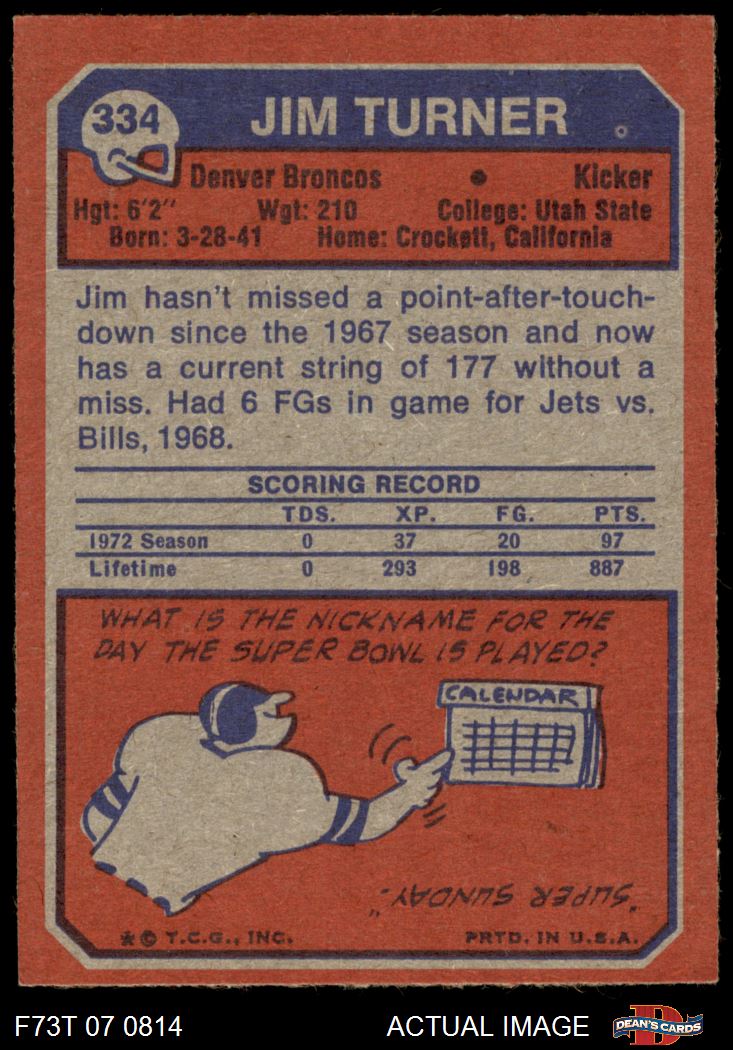 334
JIM TURNER
Denver Broncos • Kicker
Hgt: 6'2" Wgt: 210 College: Utah State
Born: 3-28-41 Home: Crockett, California
Jim hasn't missed a point-after-touch-
down since the 1967 season and now
has a current string of 177 without a
miss. Had 6 FGs in game for Jets vs.
Bills, 1968.
SCORING RECORD
TDS. XP. FG. PTS.
1972 Season 0 37 20 97
Lifetime 0 293 198 887
WHAT IS THE NICKNAME FOR THE
DAY THE SUPER BOWL IS PLAYED?
CALENDAR
"SUPER SUNDAY."
★ © T.C.G., INC. PRTD. IN U.S.A.
F73T 07 0814 ACTUAL IMAGE D DEAN'S CARDS